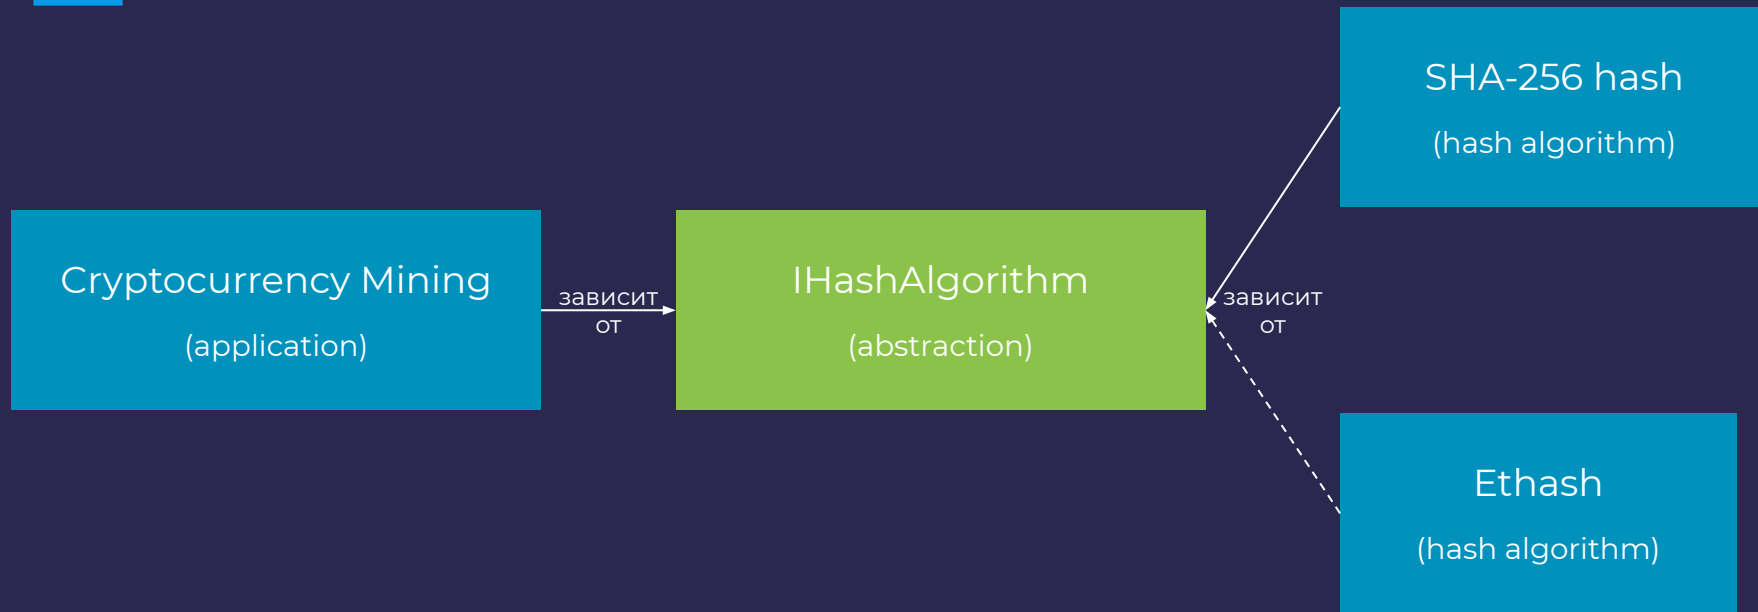 SHA-256 hash
(hash algorithm)
Cryptocurrency Mining
(application)
зависит
от
IHashAlgorithm
(abstraction)
зависит
от
Ethash
(hash algorithm)